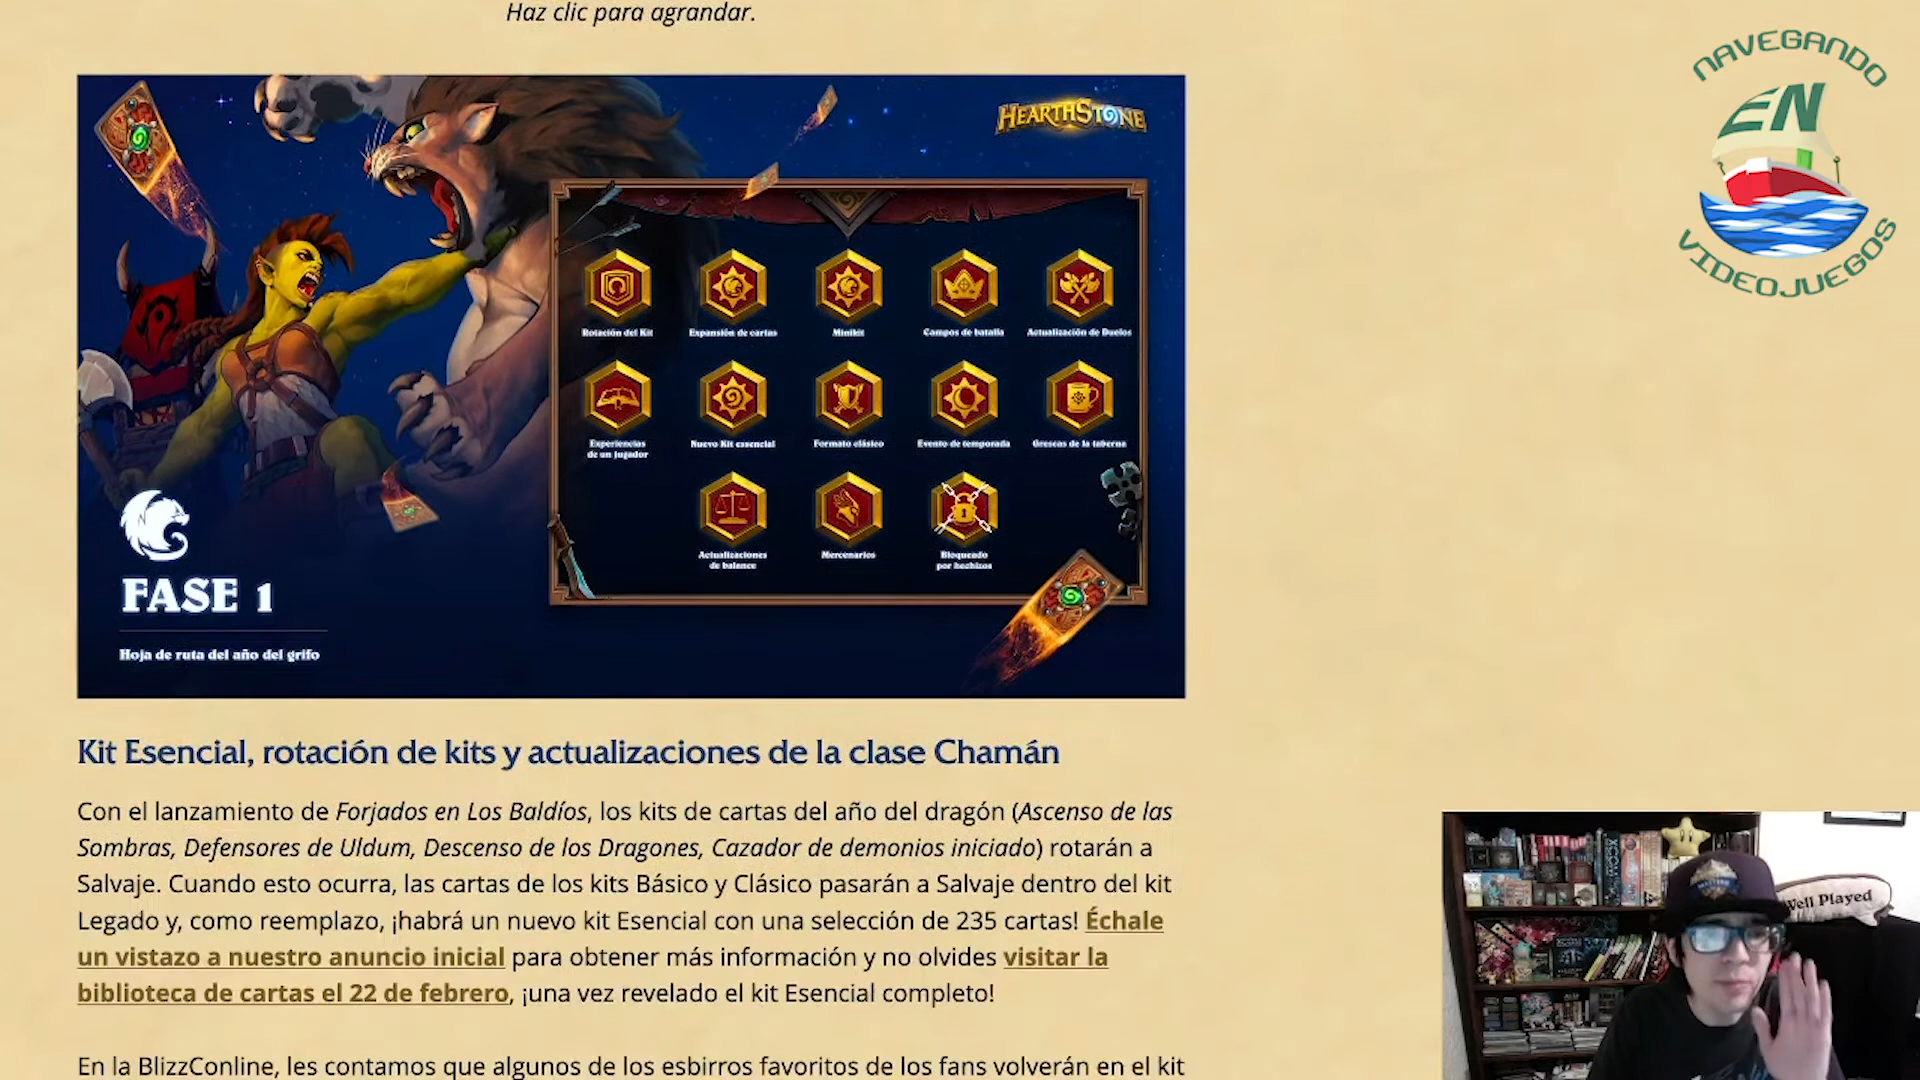 Haz clic para agrandar.
NAVEGANDO
EN
VIDEOJUEGOS
HEARTHSTONE
Rotación del Kit
Expansión de cartas
Minikit
Campos de batalla
Actualización de Duelos
Experiencias
de un jugador
Nuevo Kit essencial
Formato clásico
Evento de temporada
Grescas de la taberna
Actualizaciones
de balance
Mercenarios
Bloqueado
por hechizos
FASE 1
Hoja de ruta del año del grifo
Kit Esencial, rotación de kits y actualizaciones de la clase Chamán
Con el lanzamiento de Forjados en Los Baldíos, los kits de cartas del año del dragón (Ascenso de las
Sombras, Defensores de Uldum, Descenso de los Dragones, Cazador de demonios iniciado) rotarán a
Salvaje. Cuando esto ocurra, las cartas de los kits Básico y Clásico pasarán a Salvaje dentro del kit
Legado y, como reemplazo, ¡habrá un nuevo kit Esencial con una selección de 235 cartas! Échale
un vistazo a nuestro anuncio inicial para obtener más información y no olvides visitar la
biblioteca de cartas el 22 de febrero, ¡una vez revelado el kit Esencial completo!
En la BlizzConline, les contamos que algunos de los esbirros favoritos de los fans volverán en el kit
Well Played